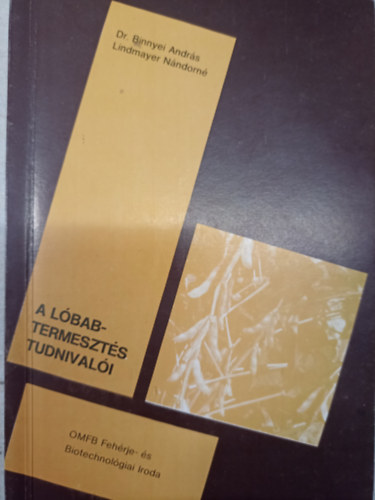 Dr. Binnyei András
Lindmayer Nándorné
A LÓBAB-
TERMESZTÉS
TUDNIVALÓI
OMFB Fehérje- és
Biotechnológiai Iroda